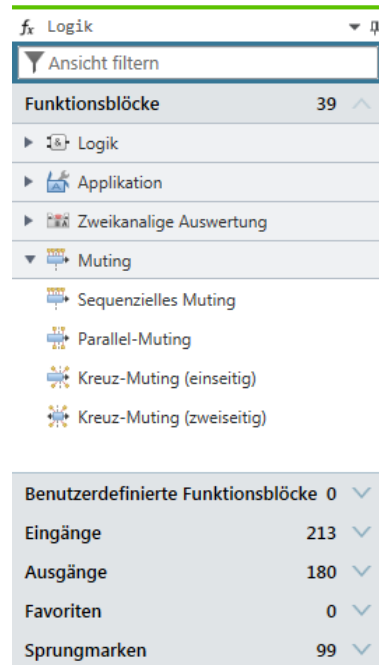 fx Logik
Ansicht filtern
Funktionsblöcke 39
& Logik
Applikation
Zweikanalige Auswertung
Muting
Sequenzielles Muting
Parallel-Muting
Kreuz-Muting (einseitig)
Kreuz-Muting (zweiseitig)
Benutzerdefinierte Funktionsblöcke 0
Eingänge 213
Ausgänge 180
Favoriten 0
Sprungmarken 99